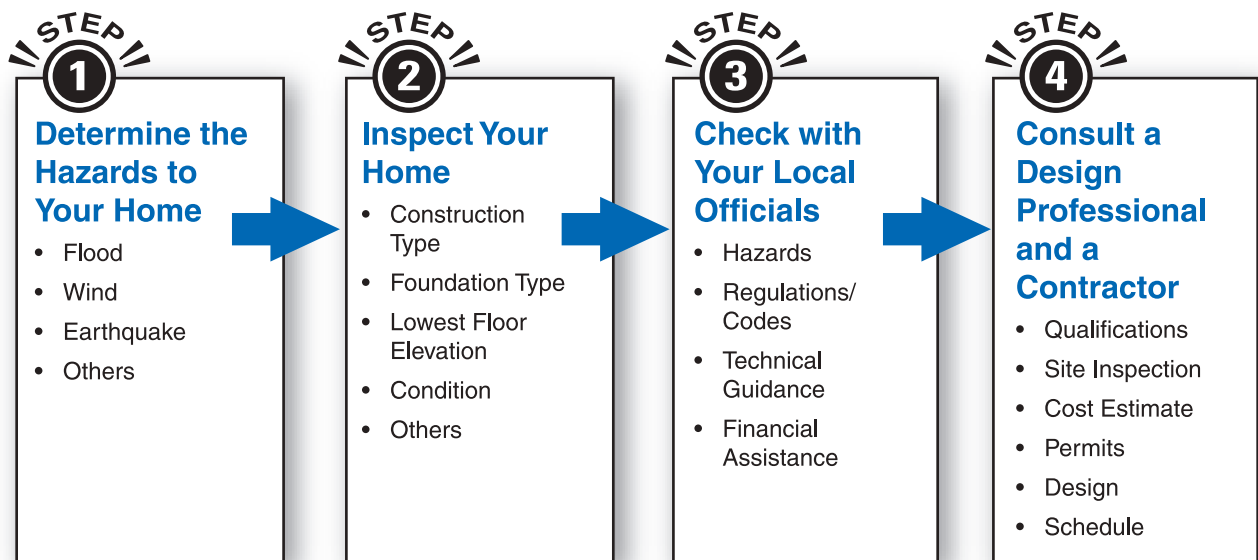 STEP
1
Determine the
Hazards to
Your Home
• Flood
• Wind
• Earthquake
• Others
STEP
2
Inspect Your
Home
• Construction
Type
• Foundation Type
• Lowest Floor
Elevation
• Condition
• Others
STEP
3
Check with
Your Local
Officials
• Hazards
• Regulations/
Codes
• Technical
Guidance
• Financial
Assistance
STEP
4
Consult a
Design
Professional
and a
Contractor
• Qualifications
• Site Inspection
• Cost Estimate
• Permits
• Design
• Schedule